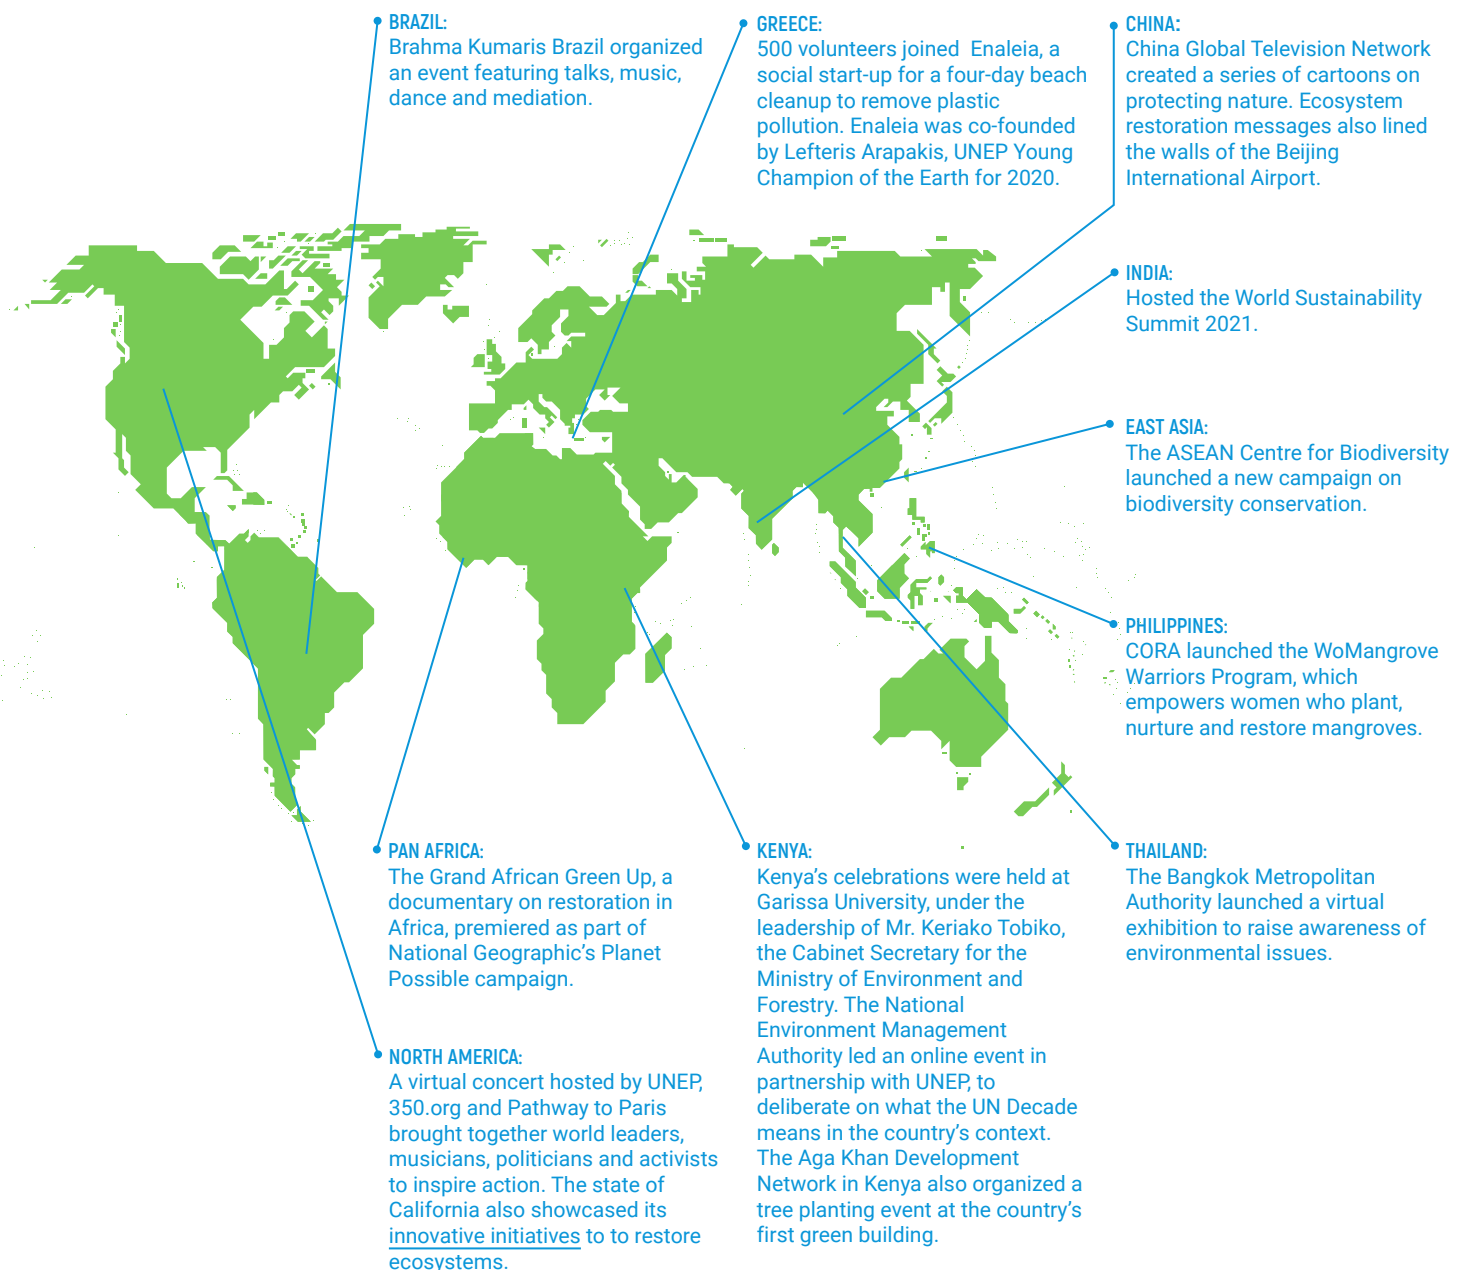 BRAZIL:
Brahma Kumaris Brazil organized
an event featuring talks, music,
dance and mediation.
GREECE:
500 volunteers joined  Enaleia, a
social start-up for a four-day beach
cleanup to remove plastic
pollution. Enaleia was co-founded
by Lefteris Arapakis, UNEP Young
Champion of the Earth for 2020.
CHINA:
China Global Television Network
created a series of cartoons on
protecting nature. Ecosystem
restoration messages also lined
the walls of the Beijing
International Airport.
INDIA:
Hosted the World Sustainability
Summit 2021.
EAST ASIA:
The ASEAN Centre for Biodiversity
launched a new campaign on
biodiversity conservation.
PHILIPPINES:
CORA launched the WoMangrove
Warriors Program, which
empowers women who plant,
nurture and restore mangroves.
PAN AFRICA:
The Grand African Green Up, a
documentary on restoration in
Africa, premiered as part of
National Geographic's Planet
Possible campaign.
KENYA:
Kenya's celebrations were held at
Garissa University, under the
leadership of Mr. Keriako Tobiko,
the Cabinet Secretary for the
Ministry of Environment and
Forestry. The National
Environment Management
Authority led an online event in
partnership with UNEP, to
deliberate on what the UN Decade
means in the country's context.
The Aga Khan Development
Network in Kenya also organized a
tree planting event at the country's
first green building.
THAILAND:
The Bangkok Metropolitan
Authority launched a virtual
exhibition to raise awareness of
environmental issues.
NORTH AMERICA:
A virtual concert hosted by UNEP,
350.org and Pathway to Paris
brought together world leaders,
musicians, politicians and activists
to inspire action. The state of
California also showcased its
innovative initiatives to to restore
ecosystems.